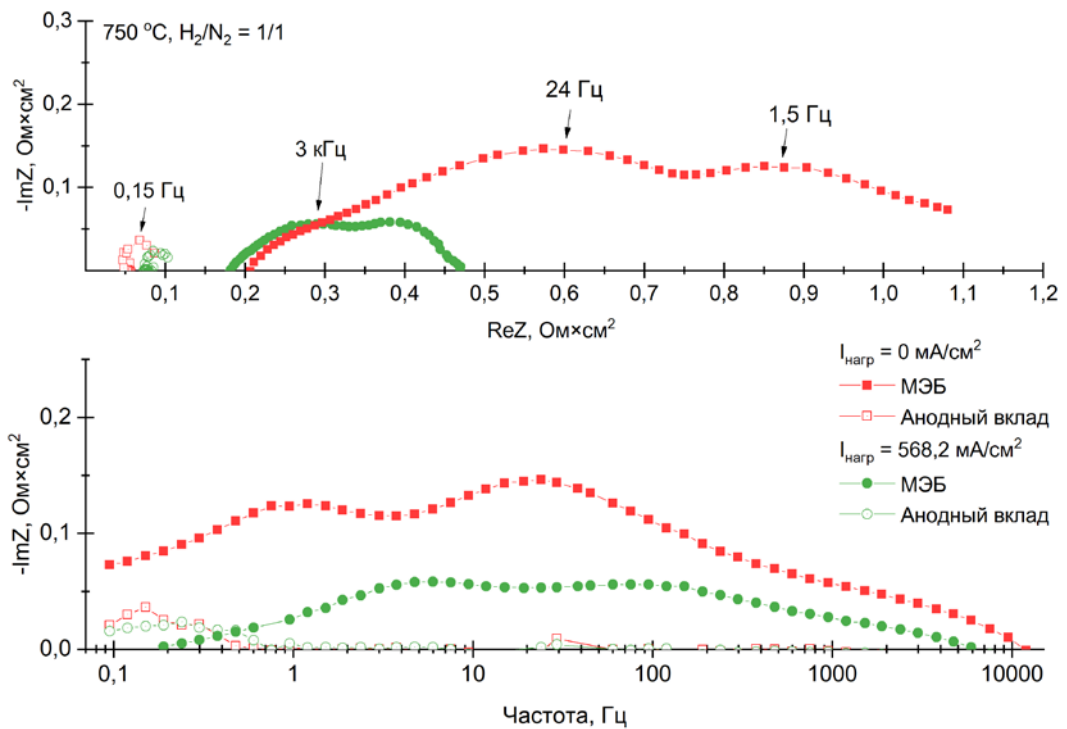 0,3
750 °C, H₂/N₂ = 1/1
0,2
0,1
-ImZ, Ом×см²
0,15 Гц
3 кГц
24 Гц
1,5 Гц
0,1 0,2 0,3 0,4 0,5 0,6 0,7 0,8 0,9 1,0 1,1 1,2
ReZ, Ом×см²
Iнагр = 0 мА/см²
МЭБ
Анодный вклад
Iнагр = 568,2 мА/см²
МЭБ
Анодный вклад
0,2
0,1
0,0
-ImZ, Ом×см²
0,1 1 10 100 1000 10000
Частота, Гц